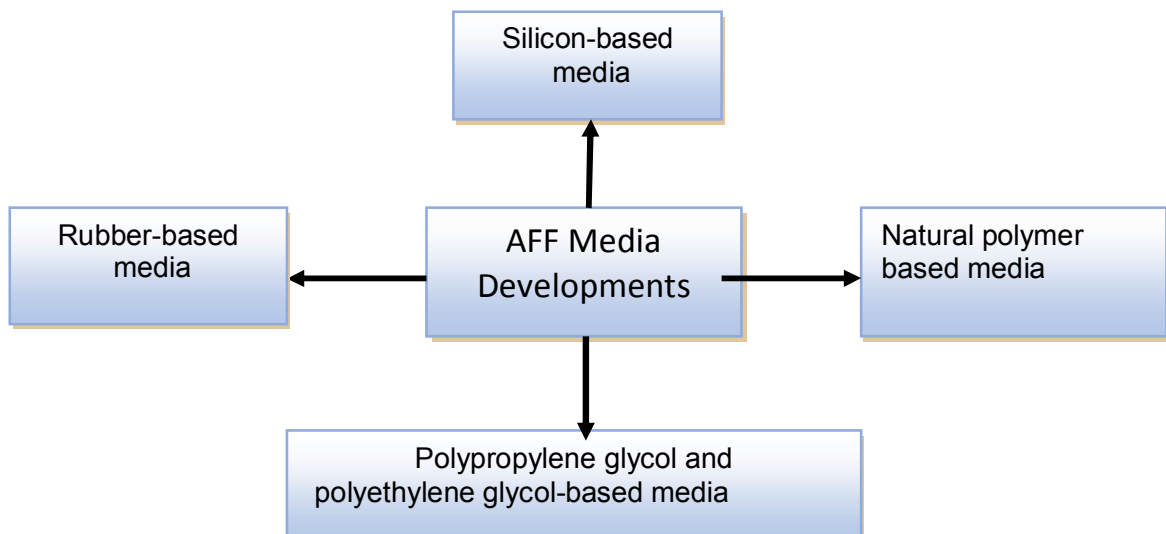 Silicon-based
media
Rubber-based
media
AFF Media
Developments
Natural polymer
based media
Polypropylene glycol and
polyethylene glycol-based media